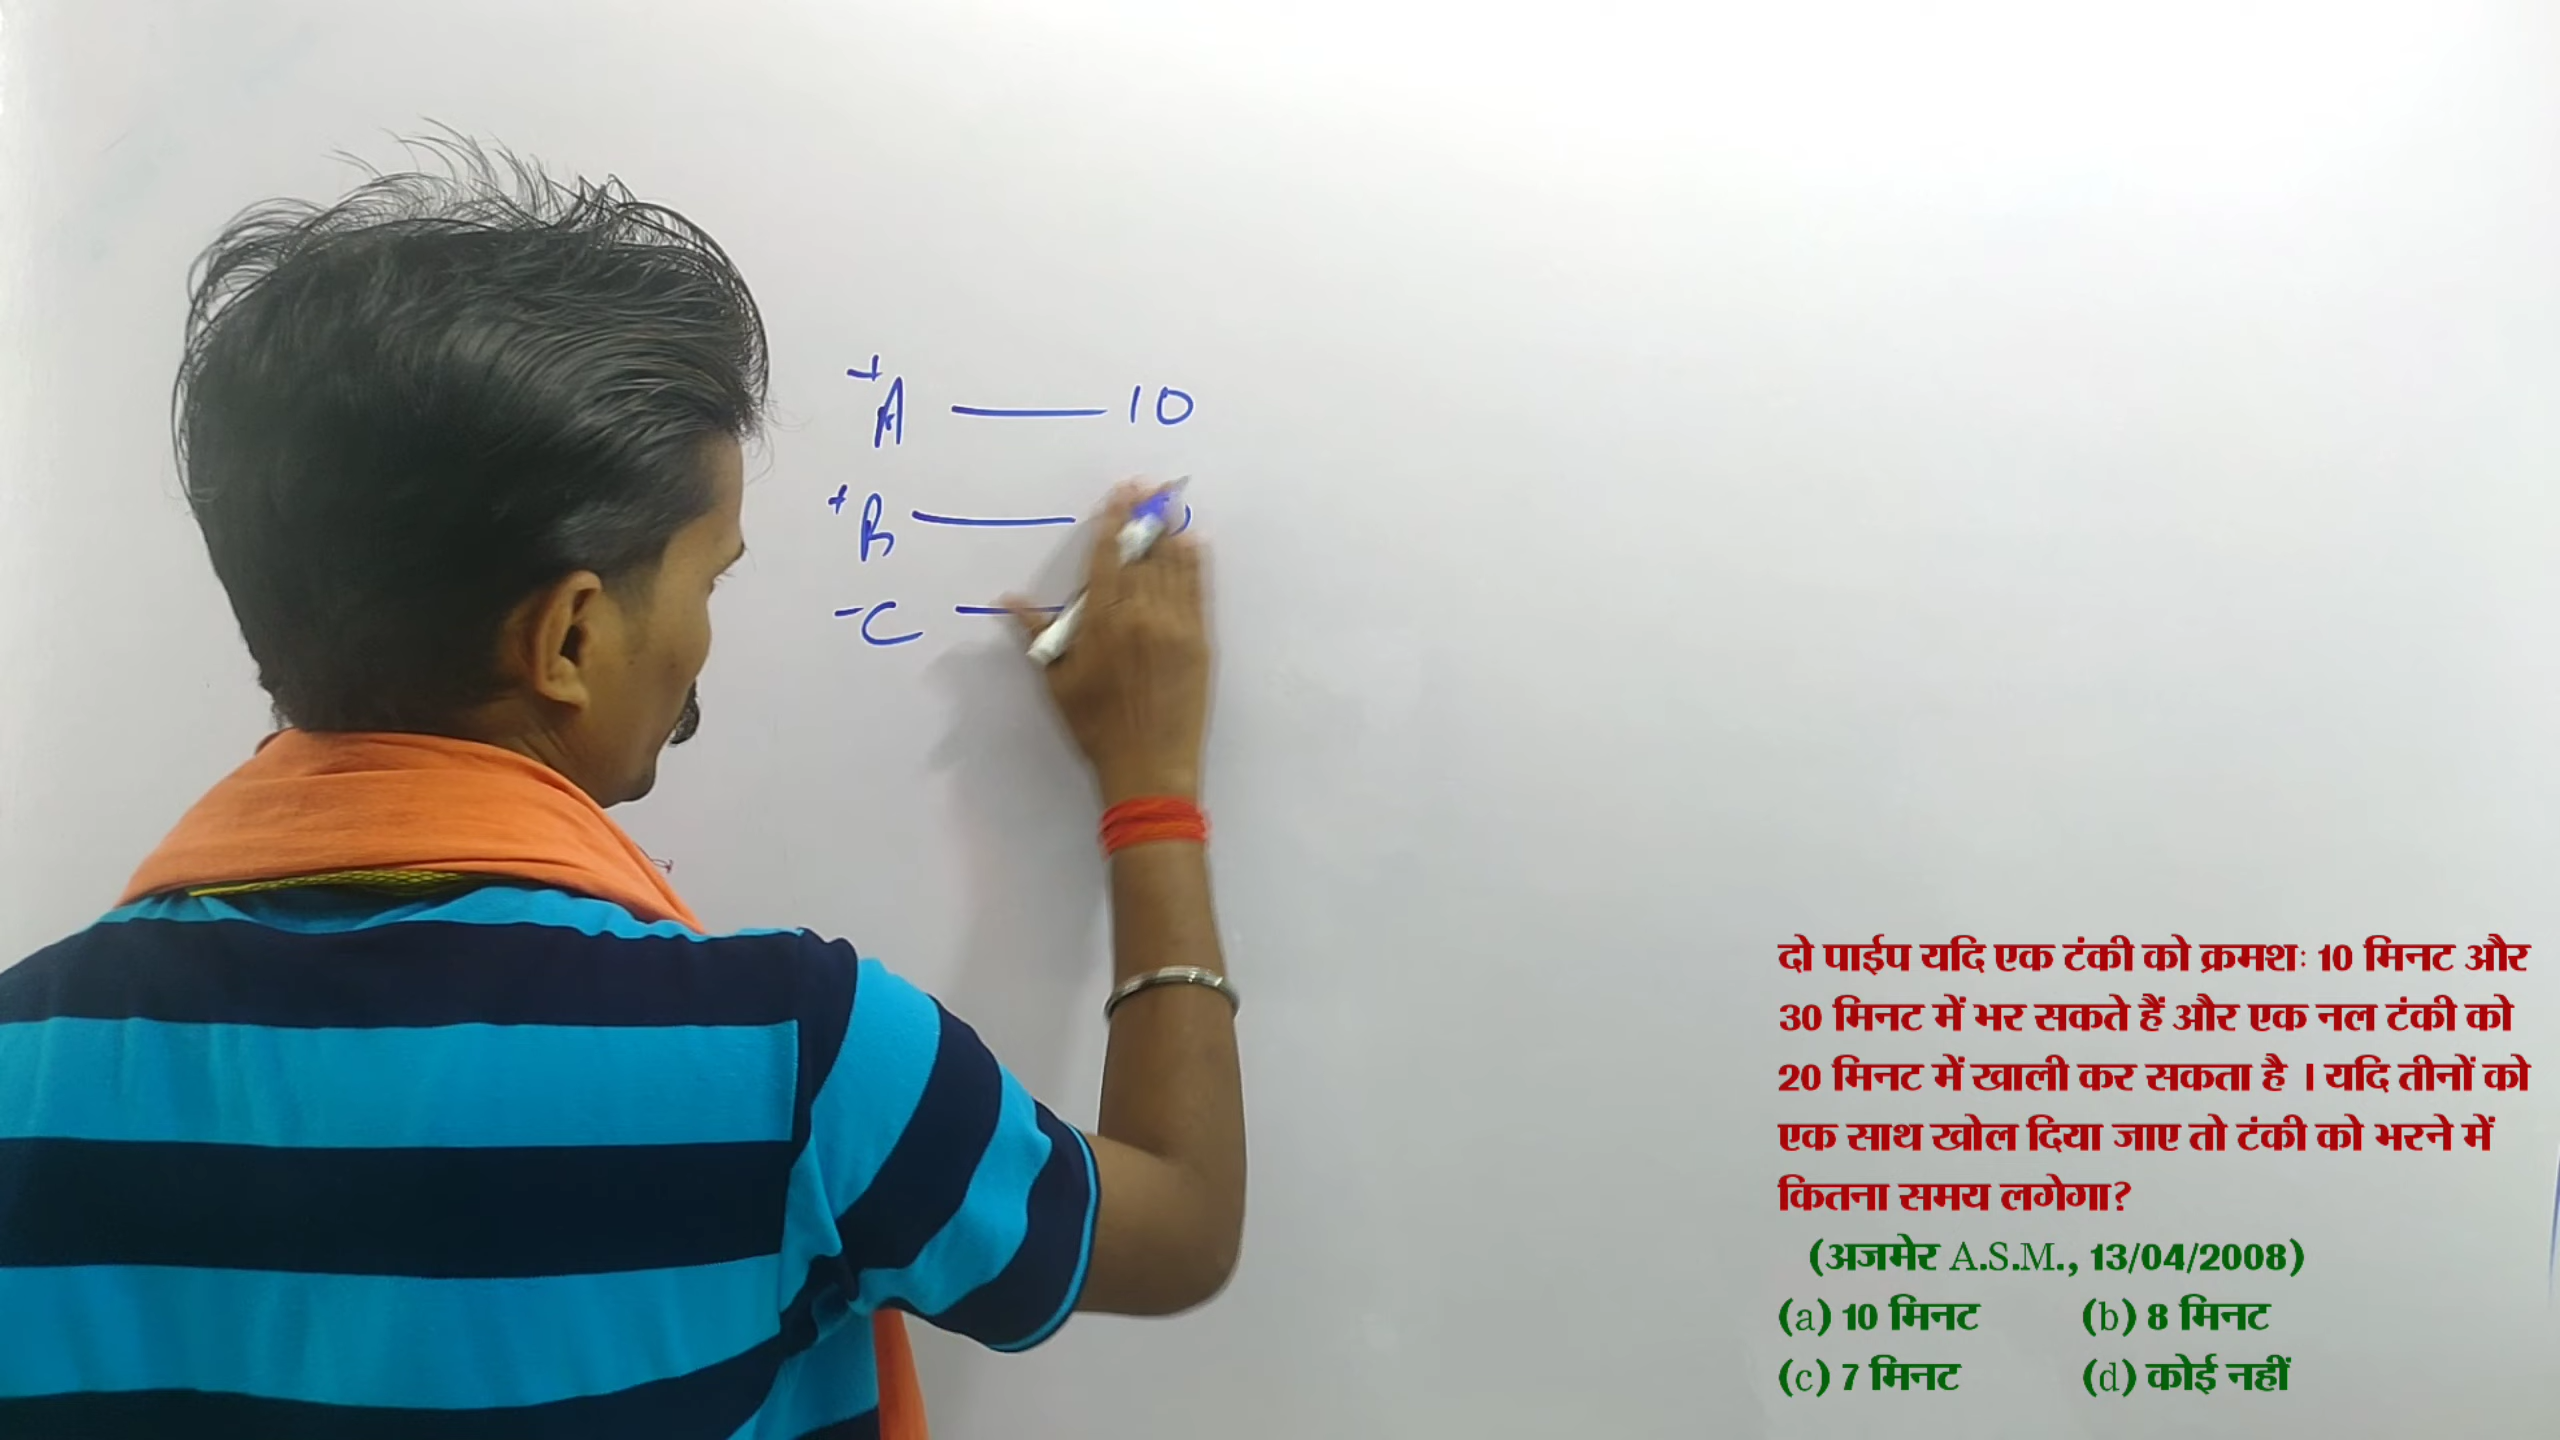 +A — 10
+B —
-C —
दो पाईप यदि एक टंकी को क्रमशः 10 मिनट और
30 मिनट में भर सकते हैं और एक नल टंकी को
20 मिनट में खाली कर सकता है । यदि तीनों को
एक साथ खोल दिया जाए तो टंकी को भरने में
कितना समय लगेगा?
(अजमेर A.S.M., 13/04/2008)
(a) 10 मिनट (b) 8 मिनट
(c) 7 मिनट (d) कोई नहीं